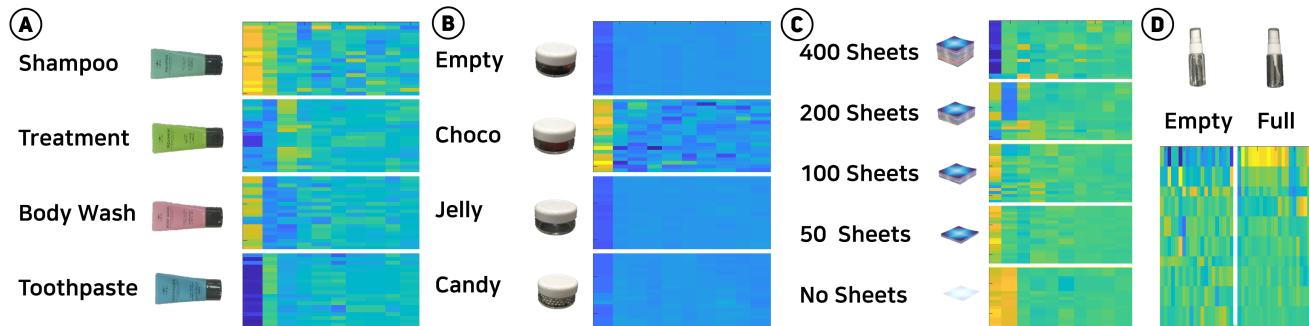 A
Shampoo
Treatment
Body Wash
Toothpaste
B
Empty
Choco
Jelly
Candy
C
400 Sheets
200 Sheets
100 Sheets
50 Sheets
No Sheets
D
Empty Full